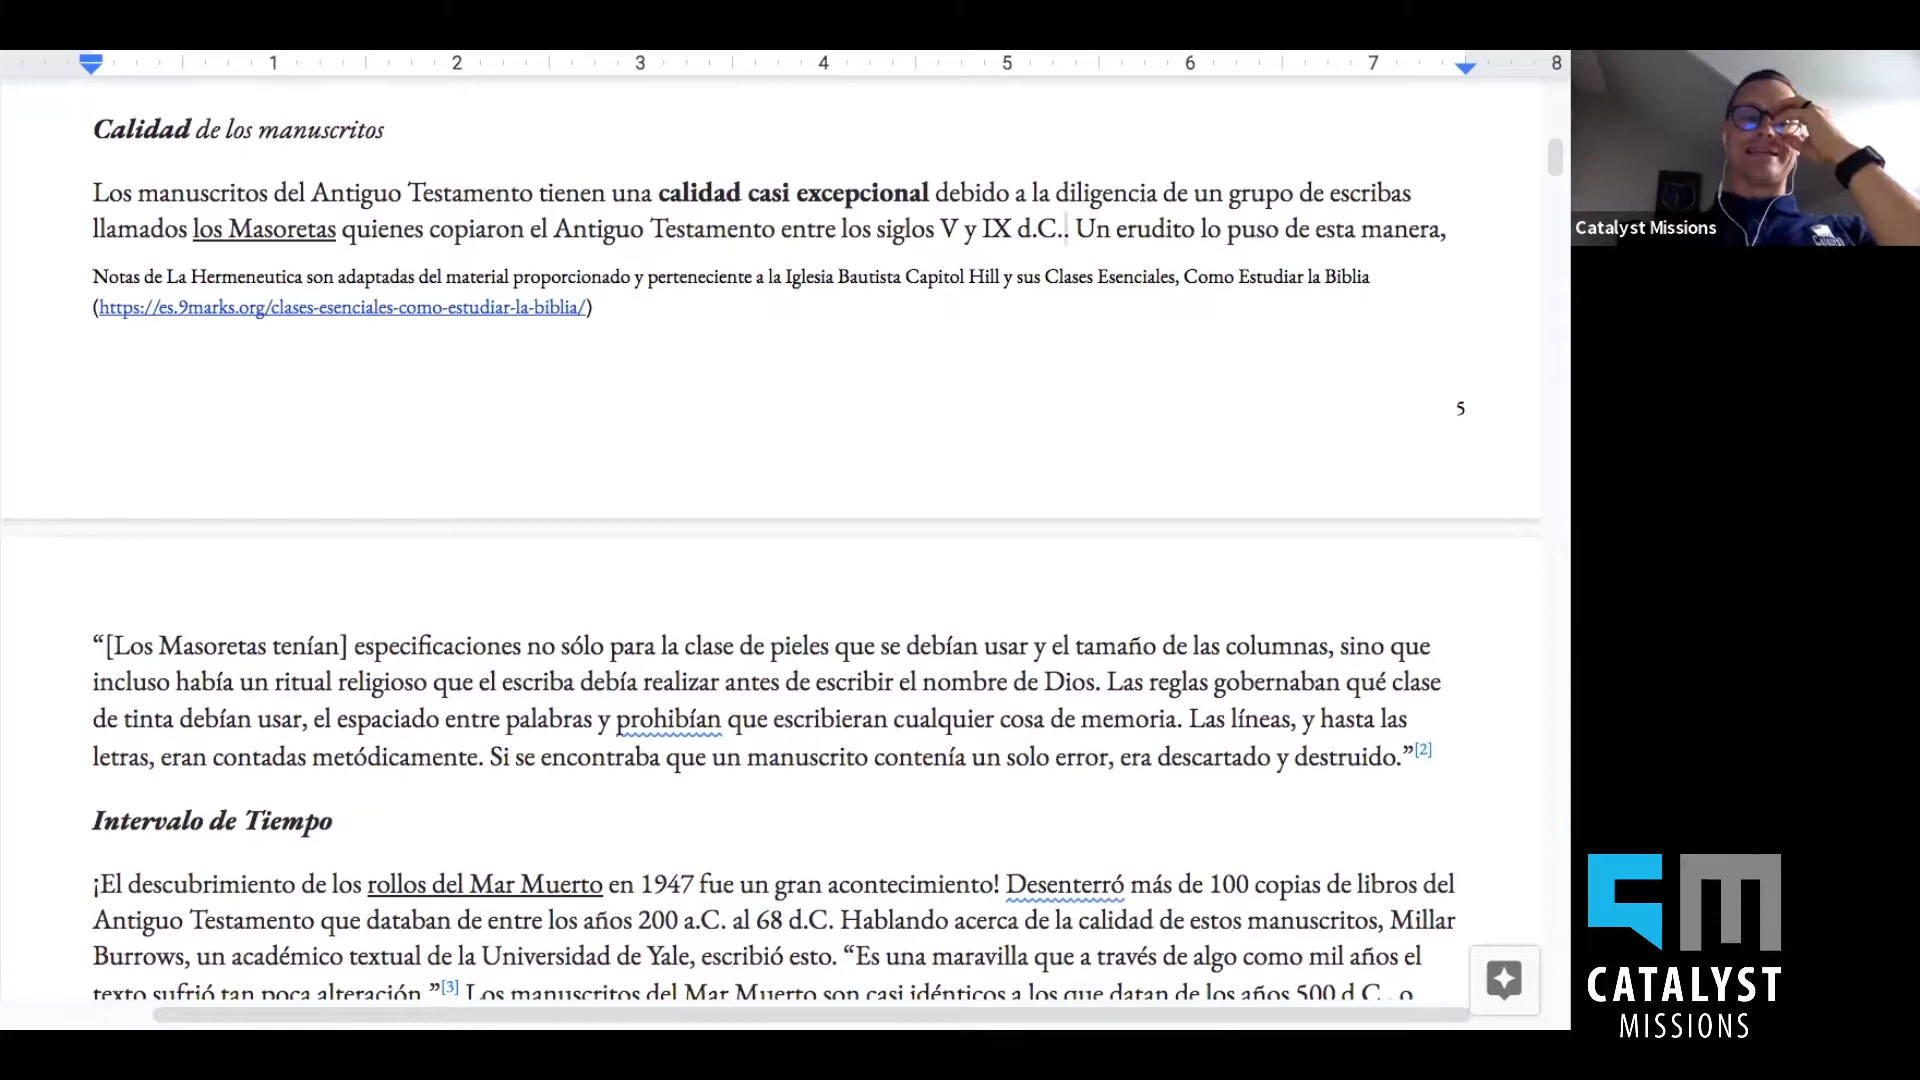 1 2 3 4 5 6 7 8
Calidad de los manuscritos
Los manuscritos del Antiguo Testamento tienen una calidad casi excepcional debido a la diligencia de un grupo de escribas
llamados los Masoretas quienes copiaron el Antiguo Testamento entre los siglos V y IX d.C.. Un erudito lo puso de esta manera,
Notas de La Hermeneutica son adaptadas del material proporcionado y perteneciente a la Iglesia Bautista Capitol Hill y sus Clases Esenciales, Como Estudiar la Biblia
(https://es.9marks.org/clases-esenciales-como-estudiar-la-biblia/)
5
“[Los Masoretas tenían] especificaciones no sólo para la clase de pieles que se debían usar y el tamaño de las columnas, sino que
incluso había un ritual religioso que el escriba debía realizar antes de escribir el nombre de Dios. Las reglas gobernaban qué clase
de tinta debían usar, el espaciado entre palabras y prohibían que escribieran cualquier cosa de memoria. Las líneas, y hasta las
letras, eran contadas metódicamente. Si se encontraba que un manuscrito contenía un solo error, era descartado y destruido.”[2]
Intervalo de Tiempo
¡El descubrimiento de los rollos del Mar Muerto en 1947 fue un gran acontecimiento! Desenterró más de 100 copias de libros del
Antiguo Testamento que databan de entre los años 200 a.C. al 68 d.C. Hablando acerca de la calidad de estos manuscritos, Millar
Burrows, un académico textual de la Universidad de Yale, escribió esto. “Es una maravilla que a través de algo como mil años el
texto sufrió tan poca alteración.”[3] Los manuscritos del Mar Muerto son casi idénticos a los que datan de los años 500 d.C., o
Catalyst Missions
CATALYST
MISSIONS